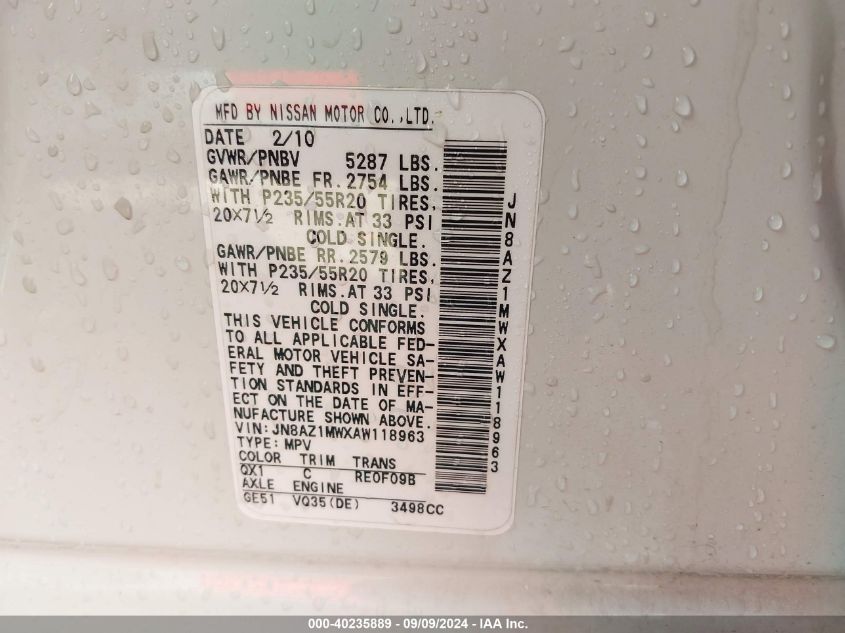 MFD BY NISSAN MOTOR CO.,LTD.
DATE 2/10
GVWR/PNBV 5287 LBS.
GAWR/PNBE FR. 2754 LBS.
WITH P235/55R20 TIRES,
20X7½ RIMS.AT 33 PSI
COLD SINGLE.
GAWR/PNBE RR. 2579 LBS.
WITH P235/55R20 TIRES,
20X7½ RIMS.AT 33 PSI
COLD SINGLE.
THIS VEHICLE CONFORMS
TO ALL APPLICABLE FED-
ERAL MOTOR VEHICLE SA-
FETY AND THEFT PREVEN-
TION STANDARDS IN EFF-
ECT ON THE DATE OF MA-
NUFACTURE SHOWN ABOVE.
VIN:JN8AZ1MWXAW118963
TYPE:MPV
COLOR TRIM TRANS
QX1 C RE0F09B
AXLE ENGINE
GE51 VQ35(DE) 3498CC
JN8AZ1MWXAW118963
000-40235889 - 09/09/2024 - IAA Inc.